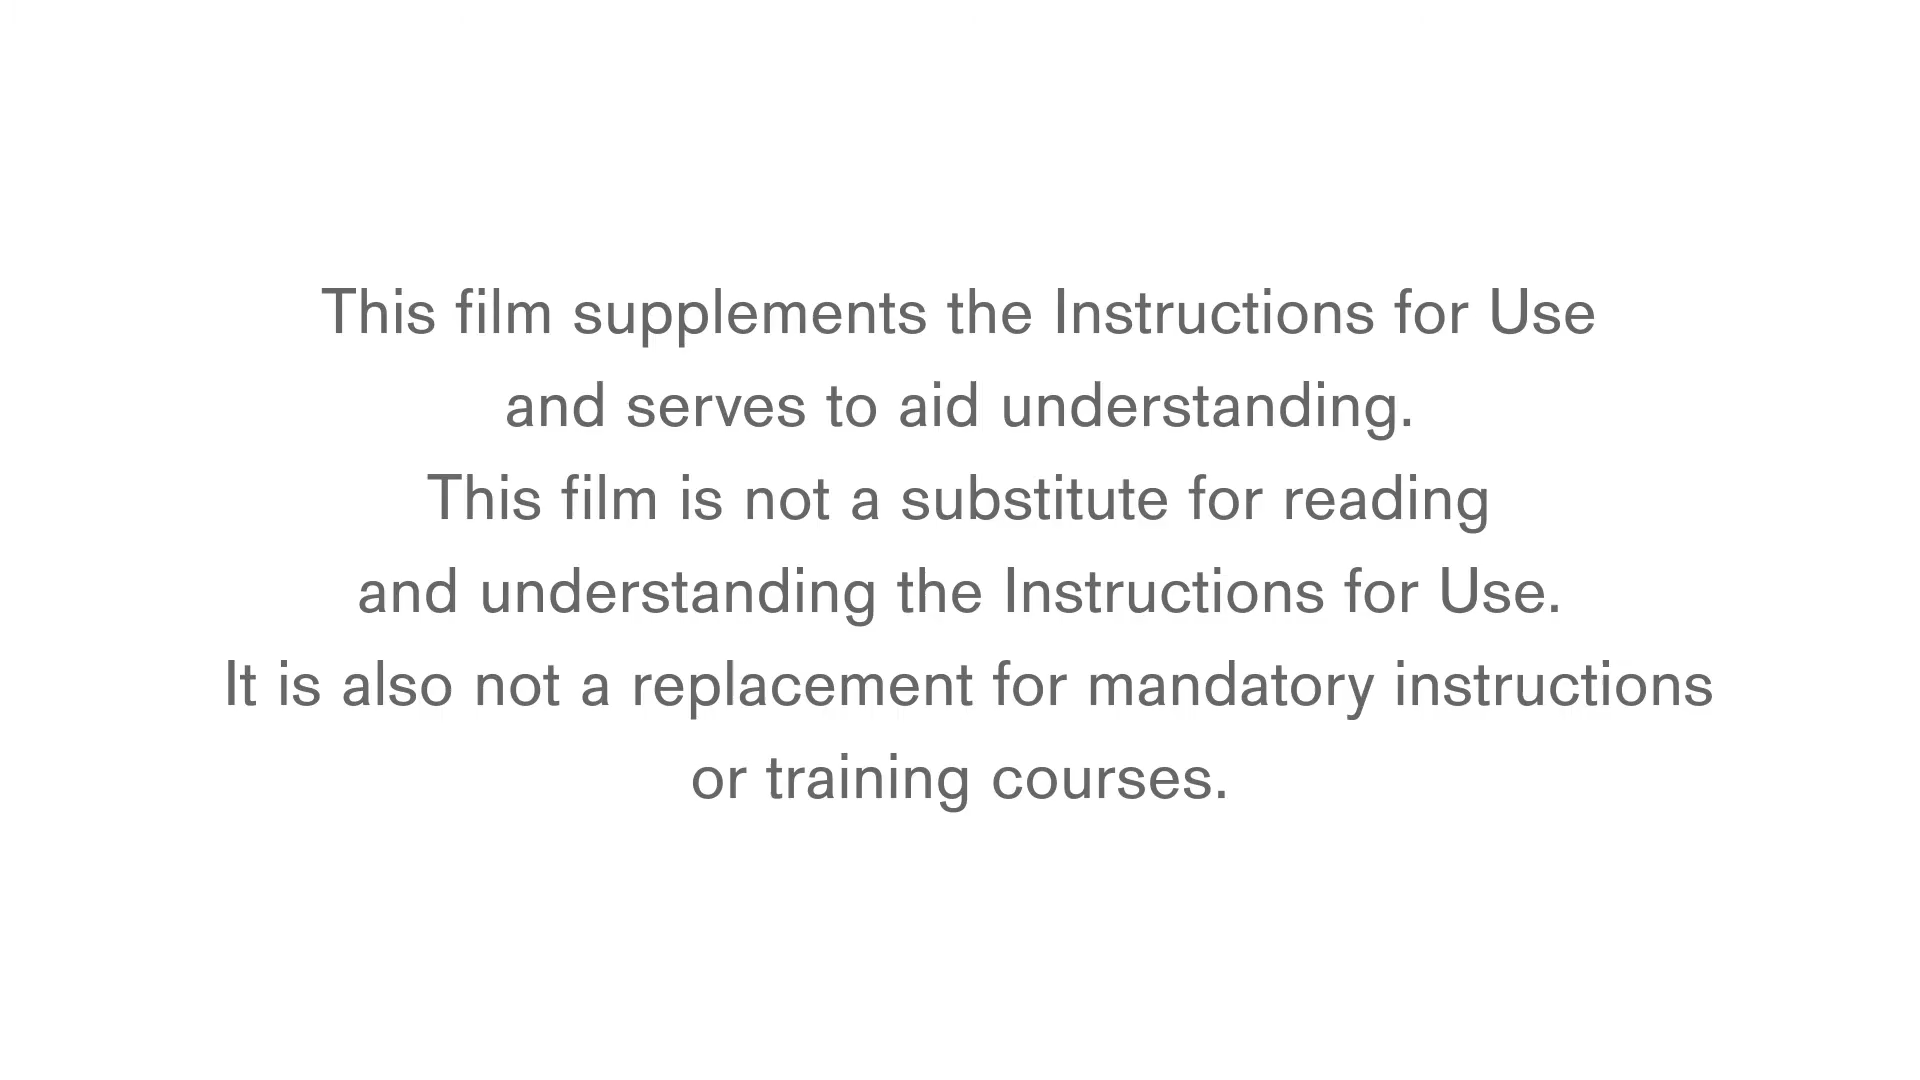 This film supplements the Instructions for Use
and serves to aid understanding.
This film is not a substitute for reading
and understanding the Instructions for Use.
It is also not a replacement for mandatory instructions
or training courses.